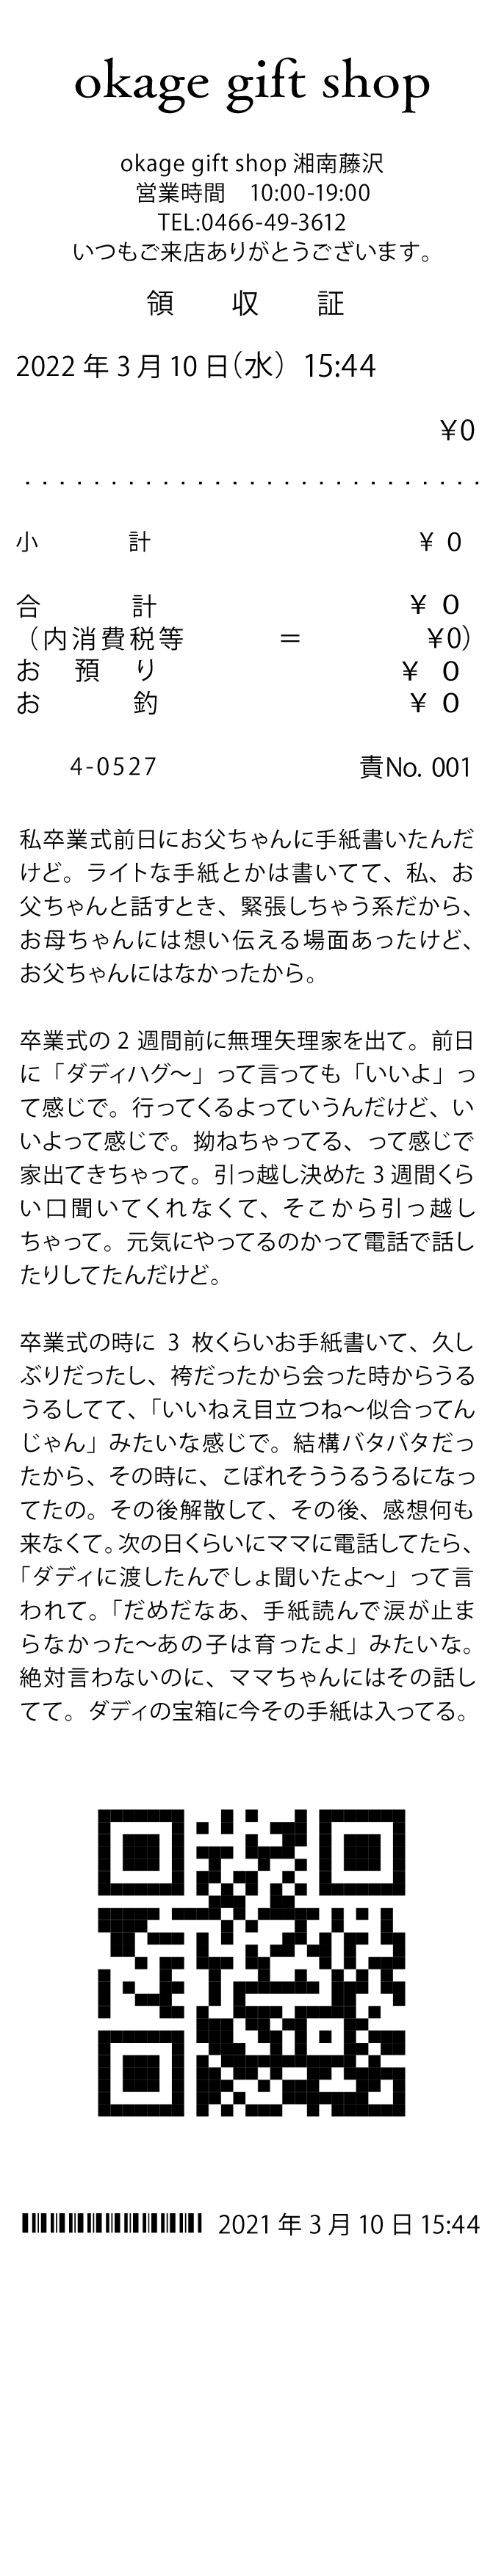 okage gift shop
okage gift shop 湘南藤沢
営業時間　10:00-19:00
TEL:0466-49-3612
いつもご来店ありがとうございます。
領　収　証
2022 年 3 月 10 日（水） 15:44
¥0
・・・・・・・・・・・・・・・・・・・・・・・・・・・
小　計　¥ 0
合　計　¥ 0
（内消費税等　＝　¥0）
お　預　り　¥ 0
お　釣　¥ 0
4-0527　責No. 001
私卒業式前日にお父ちゃんに手紙書いたんだ
けど。ライトな手紙とかは書いてて、私、お
父ちゃんと話すとき、緊張しちゃう系だから、
お母ちゃんには想い伝える場面あったけど、
お父ちゃんにはなかったから。
卒業式の 2 週間前に無理矢理家を出て。前日
に「ダディハグ〜」って言っても「いいよ」っ
て感じで。行ってくるよっていうんだけど、い
いよって感じで。拗ねちゃってる、って感じで
家出てきちゃって。引っ越し決めた 3 週間くら
い口聞いてくれなくて、そこから引っ越し
ちゃって。元気にやってるのかって電話で話し
たりしてたんだけど。
卒業式の時に 3 枚くらいお手紙書いて、久し
ぶりだったし、袴だったから会った時からうる
うるしてて、「いいねえ目立つね〜似合ってん
じゃん」みたいな感じで。結構バタバタだっ
たから、その時に、こぼれそううるうるになっ
てたの。その後解散して、その後、感想何も
来なくて。次の日くらいにママに電話してたら、
「ダディに渡したんでしょ聞いたよ〜」って言
われて。「だめだなあ、手紙読んで涙が止ま
らなかった〜あの子は育ったよ」みたいな。
絶対言わないのに、ママちゃんにはその話し
てて。ダディの宝箱に今その手紙は入ってる。
2021 年 3 月 10 日 15:44